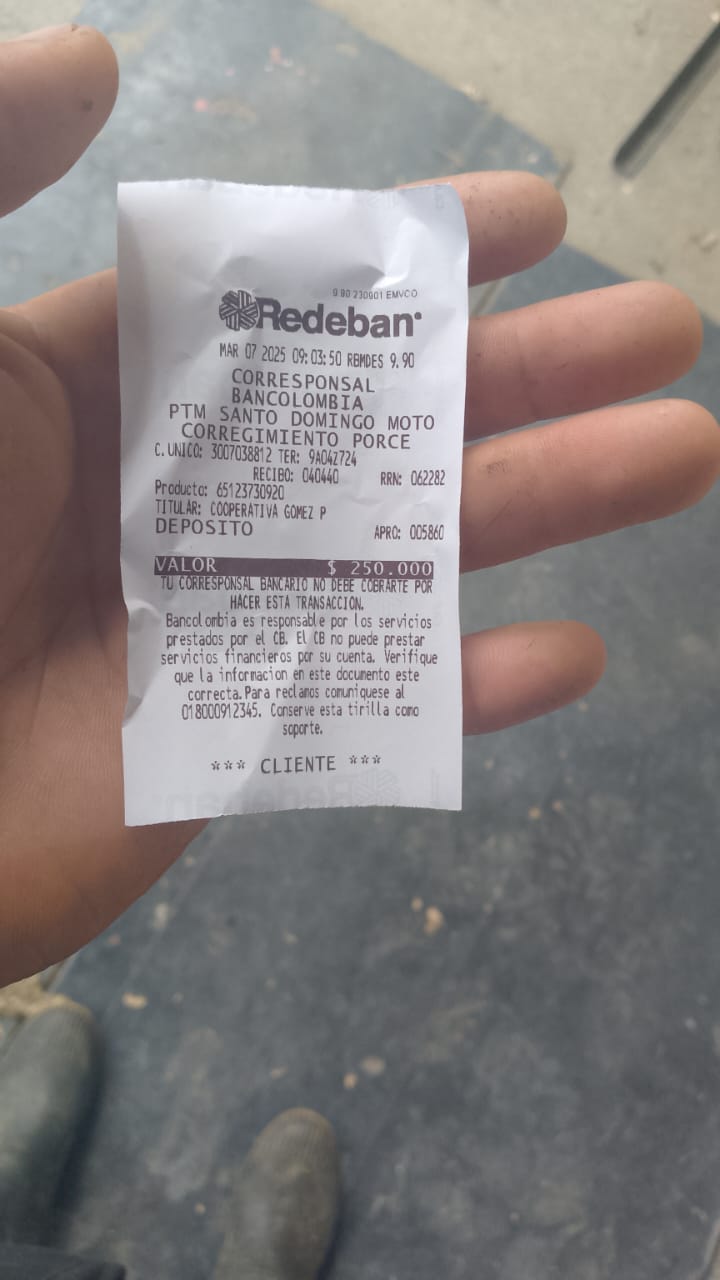 9.90 230901 EMVCO
Redeban
MAR 07 2025 09:03:50 RBMDES 9.90
CORRESPONSAL
BANCOLOMBIA
PTM SANTO DOMINGO MOTO
CORREGIMIENTO PORCE
C.UNICO: 3007038812 TER: 9A04Z724
RECIBO: 040440 RRN: 062282
Producto: 65123730920
TITULAR: COOPERATIVA GOMEZ P
DEPOSITO APRO: 005860
VALOR $ 250.000
TU CORRESPONSAL BANCARIO NO DEBE COBRARTE POR
HACER ESTA TRANSACCION.
Bancolombia es responsable por los servicios
prestados por el CB. El CB no puede prestar
servicios financieros por su cuenta. Verifique
que la informacion en este documento este
correcta.Para reclamos comuniquese al
018000912345. Conserve esta tirilla como
soporte.
*** CLIENTE ***